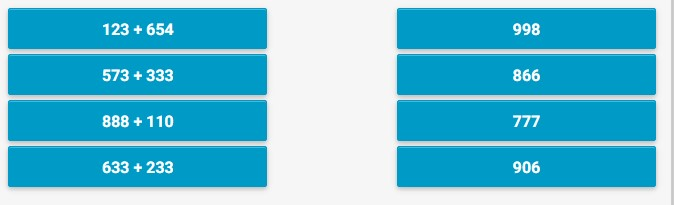 123 + 654
998
573 + 333
866
888 + 110
777
633 + 233
906